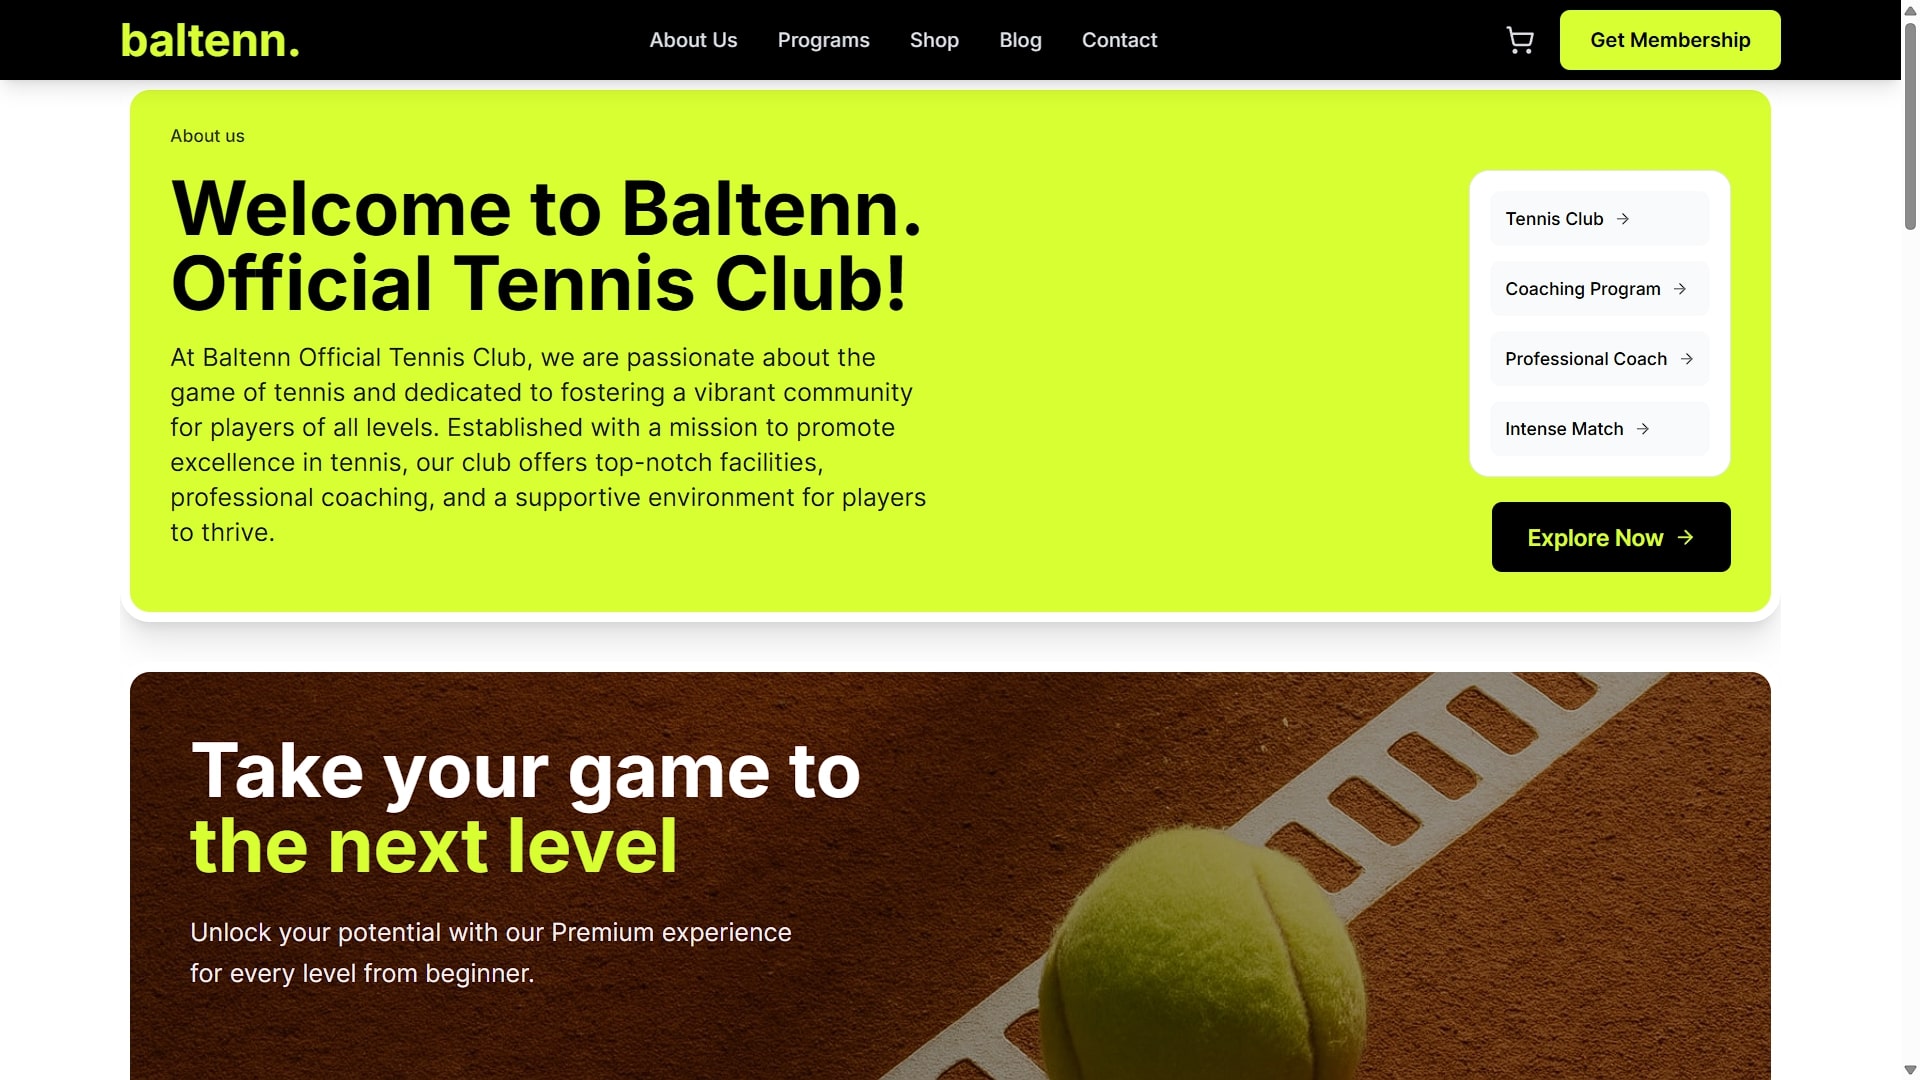 baltenn.
About Us
Programs
Shop
Blog
Contact
Get Membership
About us
Welcome to Baltenn.
Official Tennis Club!
At Baltenn Official Tennis Club, we are passionate about the
game of tennis and dedicated to fostering a vibrant community
for players of all levels. Established with a mission to promote
excellence in tennis, our club offers top-notch facilities,
professional coaching, and a supportive environment for players
to thrive.
Tennis Club →
Coaching Program →
Professional Coach →
Intense Match →
Explore Now →
Take your game to
the next level
Unlock your potential with our Premium experience
for every level from beginner.